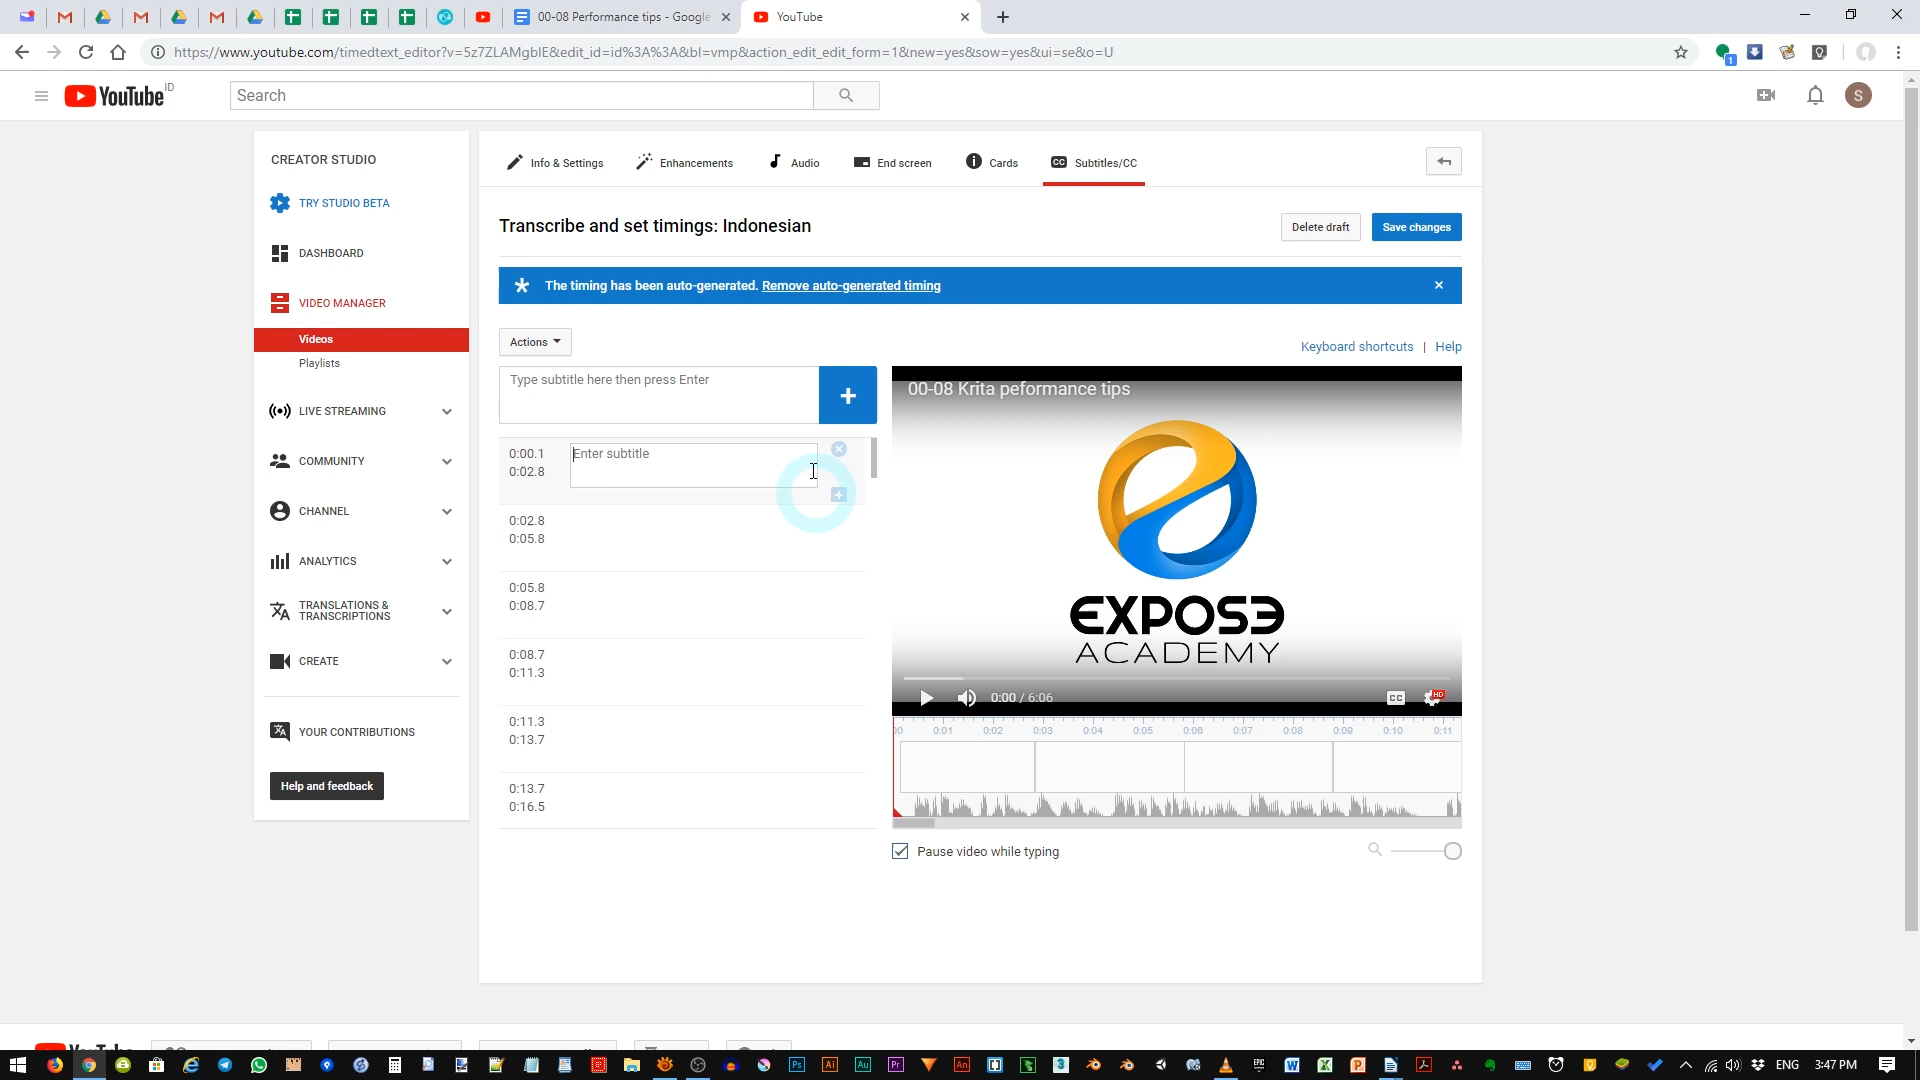 00-08 Performance tips - Google
YouTube
https://www.youtube.com/timedtext_editor?v=5z7ZLAMgbIE&edit_id=id%3A%3A&bl=vmp&action_edit_edit_form=1&new=yes&sow=yes&ui=se&o=U
1
YouTube ID
Search
S
CREATOR STUDIO
TRY STUDIO BETA
DASHBOARD
VIDEO MANAGER
Videos
Playlists
LIVE STREAMING
COMMUNITY
CHANNEL
ANALYTICS
TRANSLATIONS &
TRANSCRIPTIONS
CREATE
YOUR CONTRIBUTIONS
Help and feedback
Info & Settings
Enhancements
Audio
End screen
Cards
CC Subtitles/CC
Transcribe and set timings: Indonesian
Delete draft
Save changes
The timing has been auto-generated. Remove auto-generated timing
Actions
Keyboard shortcuts | Help
Type subtitle here then press Enter
+
0:00.1
0:02.8
Enter subtitle
0:02.8
0:05.8
0:05.8
0:08.7
0:08.7
0:11.3
0:11.3
0:13.7
0:13.7
0:16.5
00-08 Krita peformance tips
EXPOSE
ACADEMY
0:00 / 6:06
CC
HD
00 0:01 0:02 0:03 0:04 0:05 0:06 0:07 0:08 0:09 0:10 0:11
Pause video while typing
ENG
3:47 PM